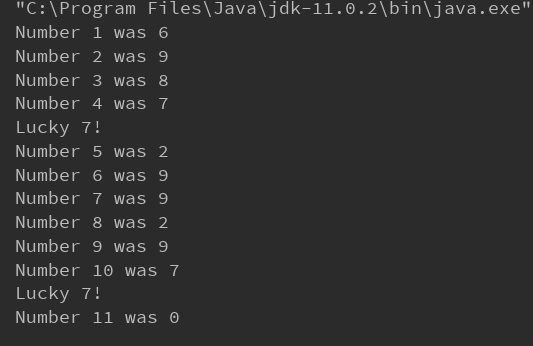 "C:\Program Files\Java\jdk-11.0.2\bin\java.exe"
Number 1 was 6
Number 2 was 9
Number 3 was 8
Number 4 was 7
Lucky 7!
Number 5 was 2
Number 6 was 9
Number 7 was 9
Number 8 was 2
Number 9 was 9
Number 10 was 7
Lucky 7!
Number 11 was 0